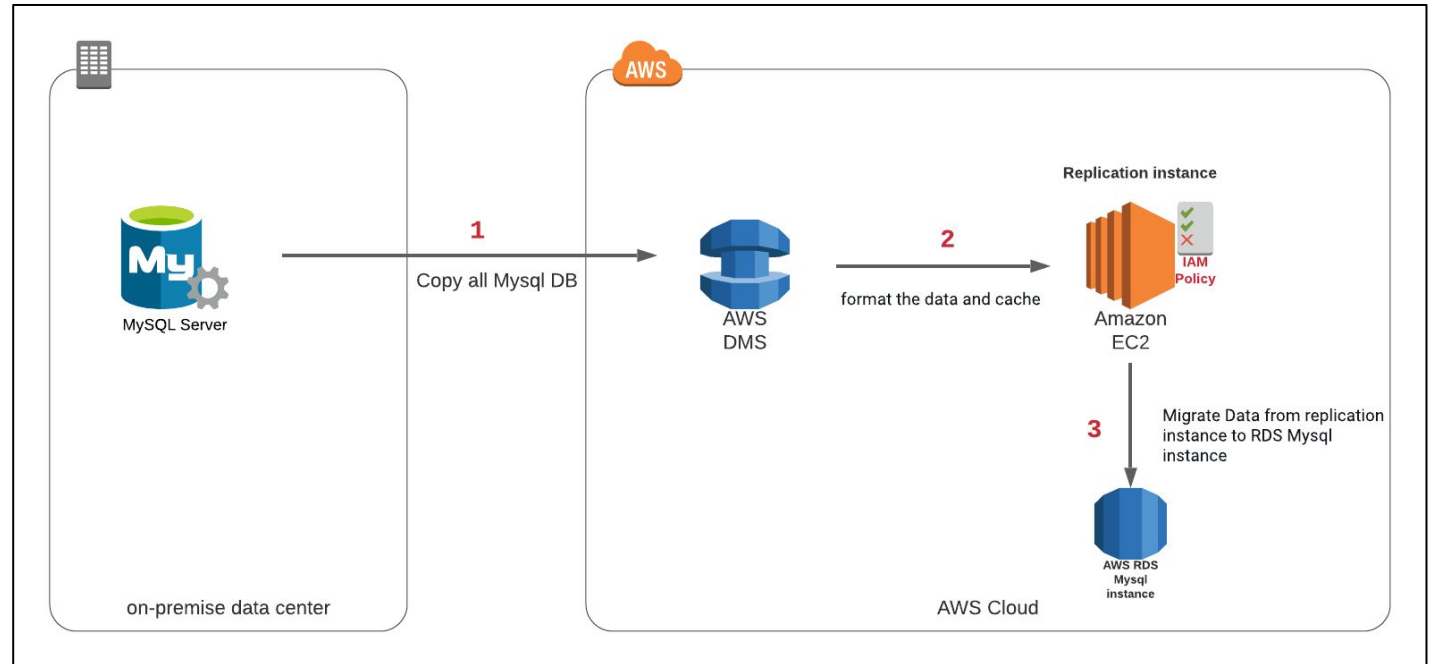 AWS
Replication instance
1
2
My
IAM
Policy
Copy all Mysql DB
format the data and cache
MySQL Server
AWS
DMS
Amazon
EC2
3
Migrate Data from replication
instance to RDS Mysql
instance
AWS RDS
Mysql
instance
on-premise data center
AWS Cloud